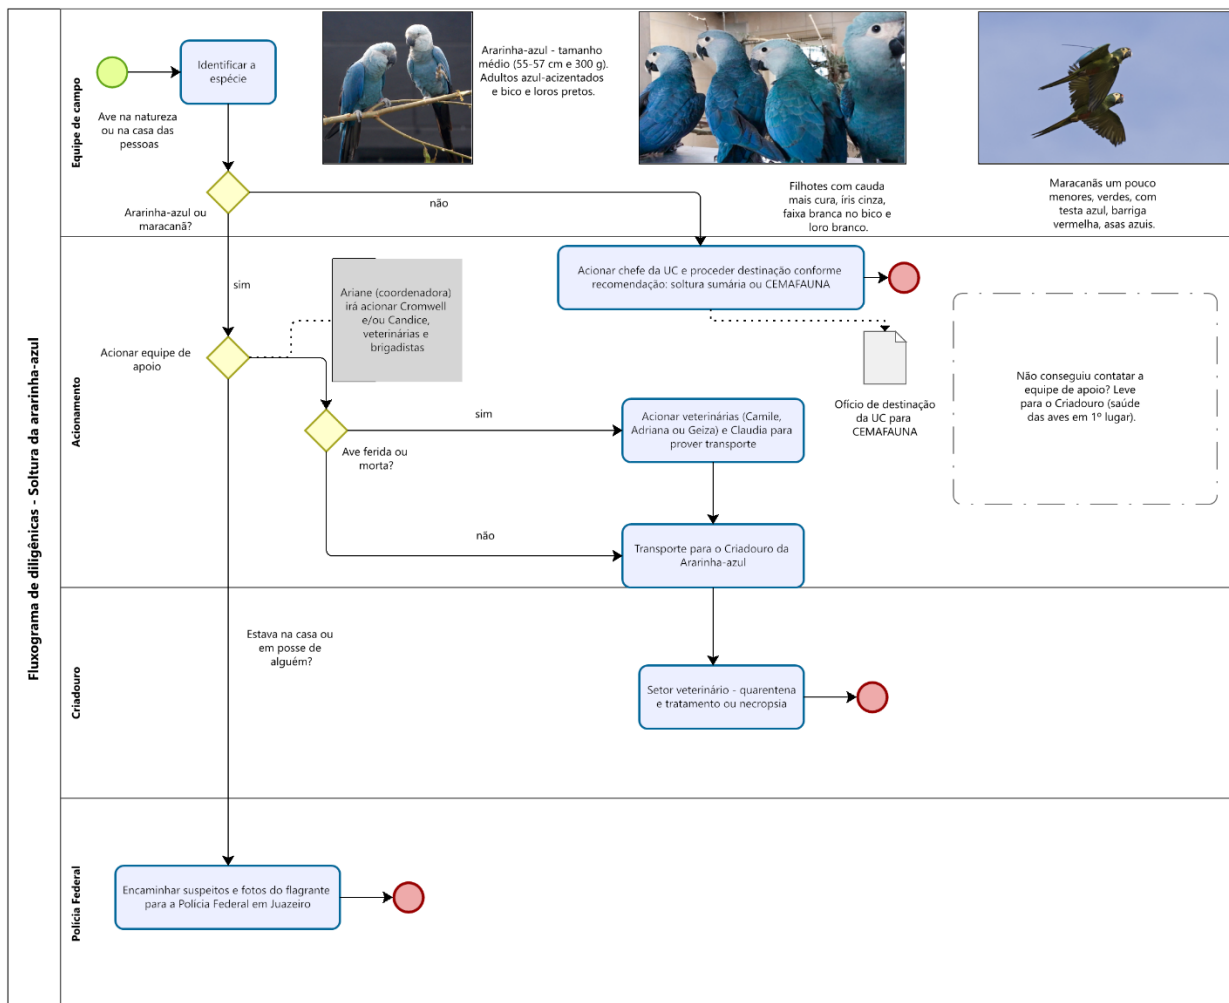 Fluxograma de diligênicas - Soltura da ararinha-azul
Equipe de campo
Identificar a
espécie
Ave na natureza
ou na casa das
pessoas
Ararinha-azul - tamanho
médio (55-57 cm e 300 g).
Adultos azul-acizentados
e bico e loros pretos.
Filhotes com cauda
mais cura, íris cinza,
faixa branca no bico e
loro branco.
Maracanãs um pouco
menores, verdes, com
testa azul, barriga
vermelha, asas azuis.
Ararinha-azul ou
maracanã?
não
Acionamento
sim
Acionar chefe da UC e proceder destinação conforme
recomendação: soltura sumária ou CEMAFAUNA
Ariane (coordenadora)
irá acionar Cromwell
e/ou Candice,
veterinárias e
brigadistas
Acionar equipe de
apoio
Ofício de destinação
da UC para
CEMAFAUNA
Não conseguiu contatar a
equipe de apoio? Leve
para o Criadouro (saúde
das aves em 1º lugar).
sim
Acionar veterinárias (Camile,
Adriana ou Geiza) e Claudia para
prover transporte
Ave ferida ou
morta?
não
Transporte para o Criadouro da
Ararinha-azul
Criadouro
Estava na casa ou
em posse de
alguém?
Setor veterinário - quarentena
e tratamento ou necropsia
Polícia Federal
Encaminhar suspeitos e fotos do flagrante
para a Polícia Federal em Juazeiro